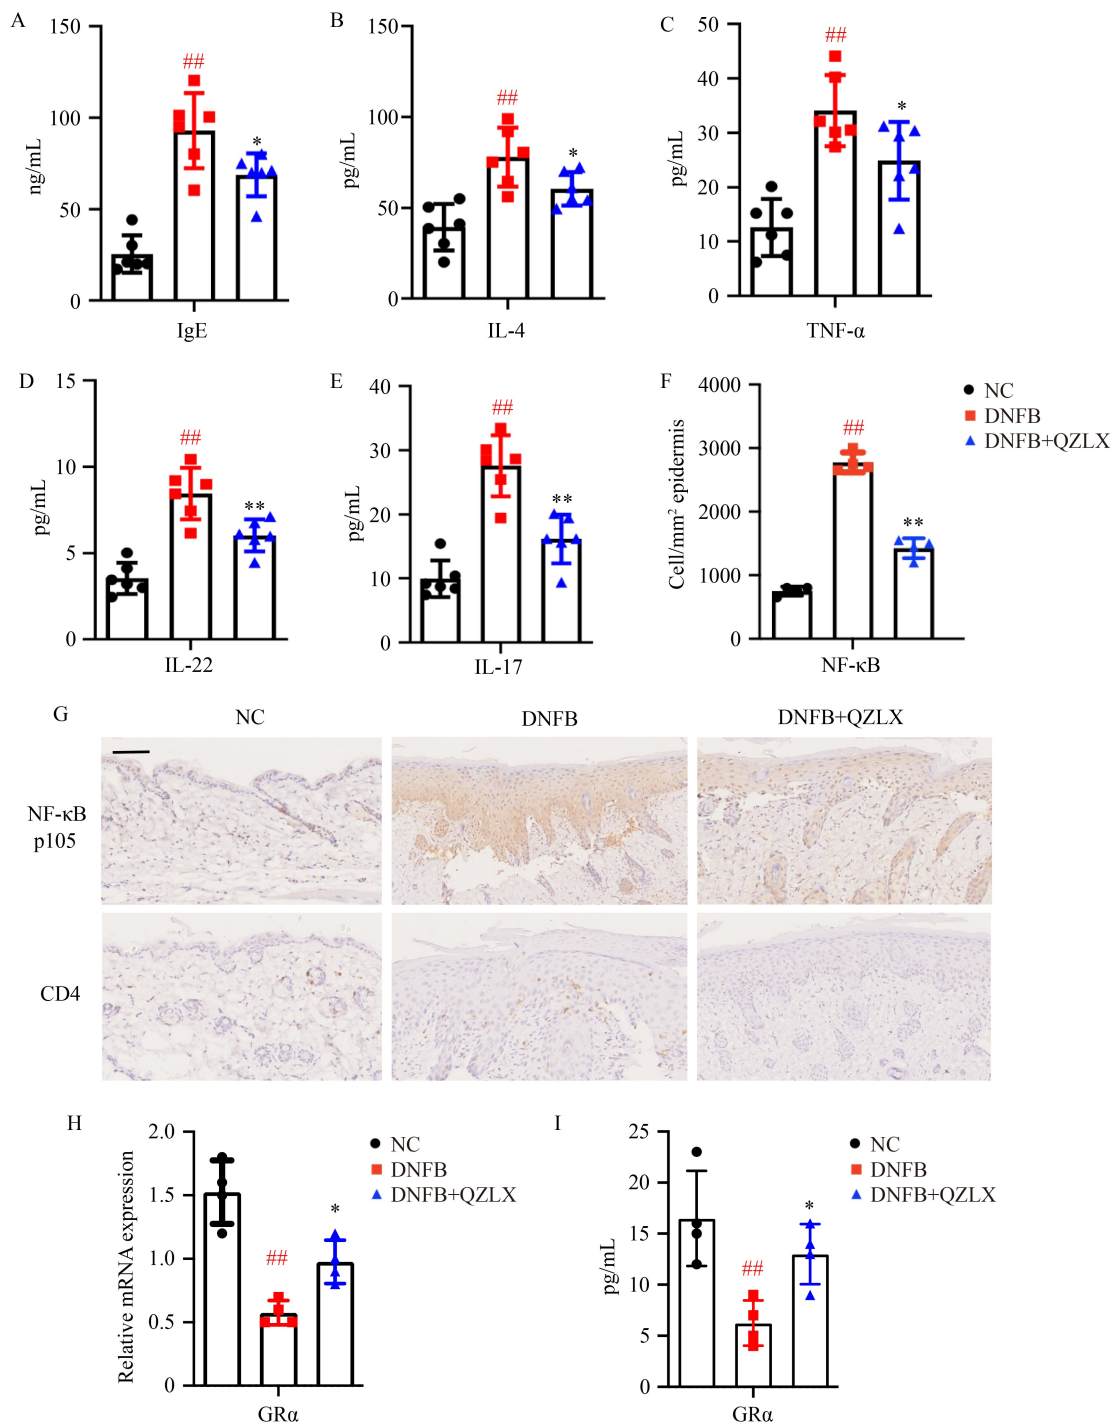 A
150
100
50
0
ng/mL
##
*
IgE
B
150
100
50
0
pg/mL
##
*
IL-4
C
50
40
30
20
10
0
pg/mL
##
*
TNF-α
D
15
10
5
0
pg/mL
##
**
IL-22
E
40
30
20
10
0
pg/mL
##
**
IL-17
F
4000
3000
2000
1000
0
Cell/mm² epidermis
##
**
NF-κB
NC
DNFB
DNFB+QZLX
G
NC
DNFB
DNFB+QZLX
NF-κB
p105
CD4
H
2.0
1.5
1.0
0.5
0
Relative mRNA expression
##
*
GRα
NC
DNFB
DNFB+QZLX
I
25
20
15
10
5
0
pg/mL
##
*
GRα
NC
DNFB
DNFB+QZLX